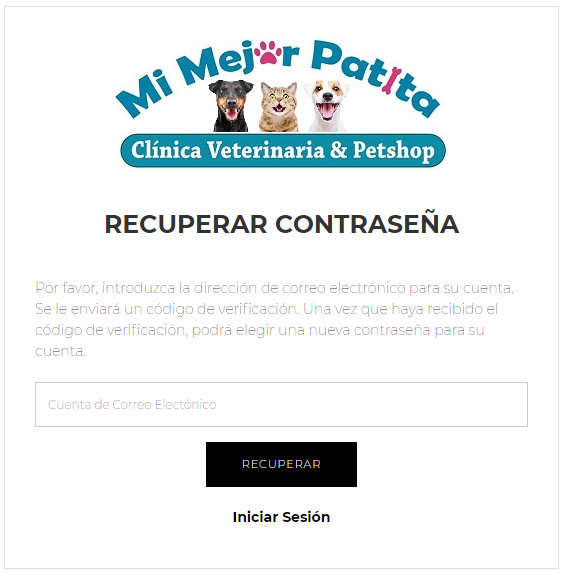 Mi Mejor Patita
Clínica Veterinaria & Petshop
RECUPERAR CONTRASEÑA
Por favor, introduzca la dirección de correo electrónico para su cuenta.
Se le enviará un código de verificación. Una vez que haya recibido el
código de verificación, podrá elegir una nueva contraseña para su
cuenta.
Cuenta de Correo Electónico
RECUPERAR
Iniciar Sesión